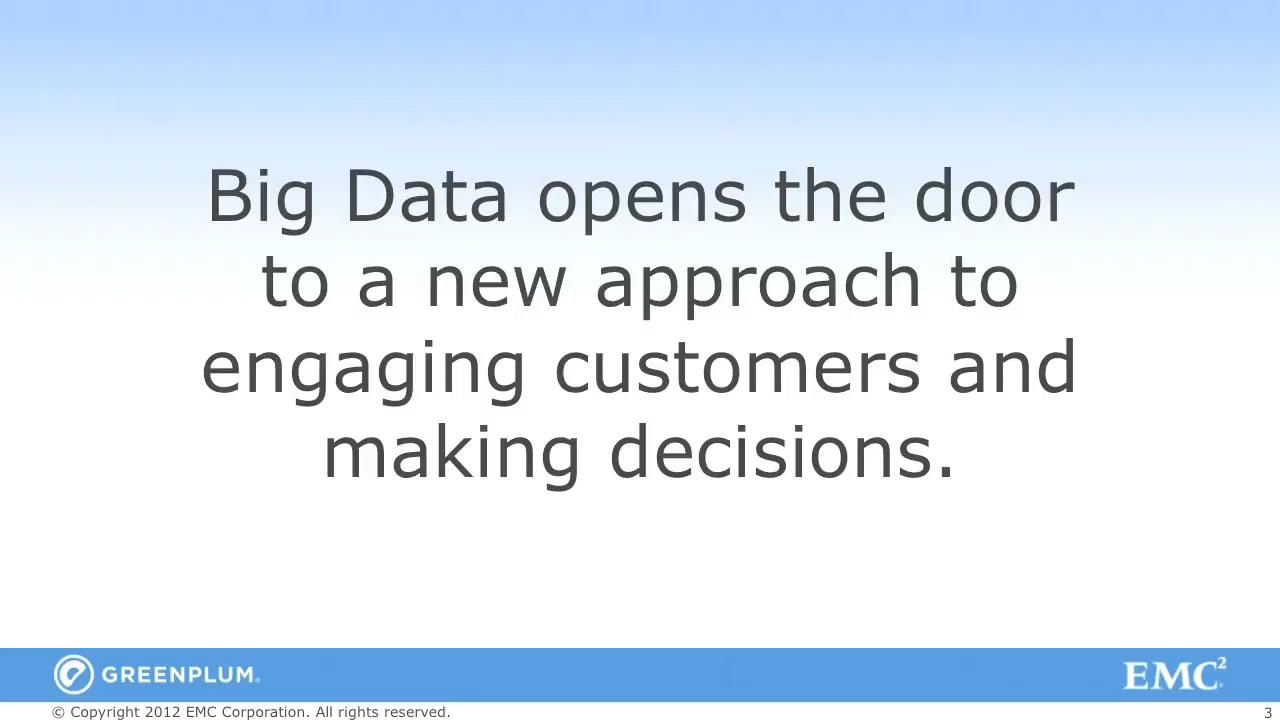 Big Data opens the door
to a new approach to
engaging customers and
making decisions.
GREENPLUM.
EMC²
© Copyright 2012 EMC Corporation. All rights reserved.
3